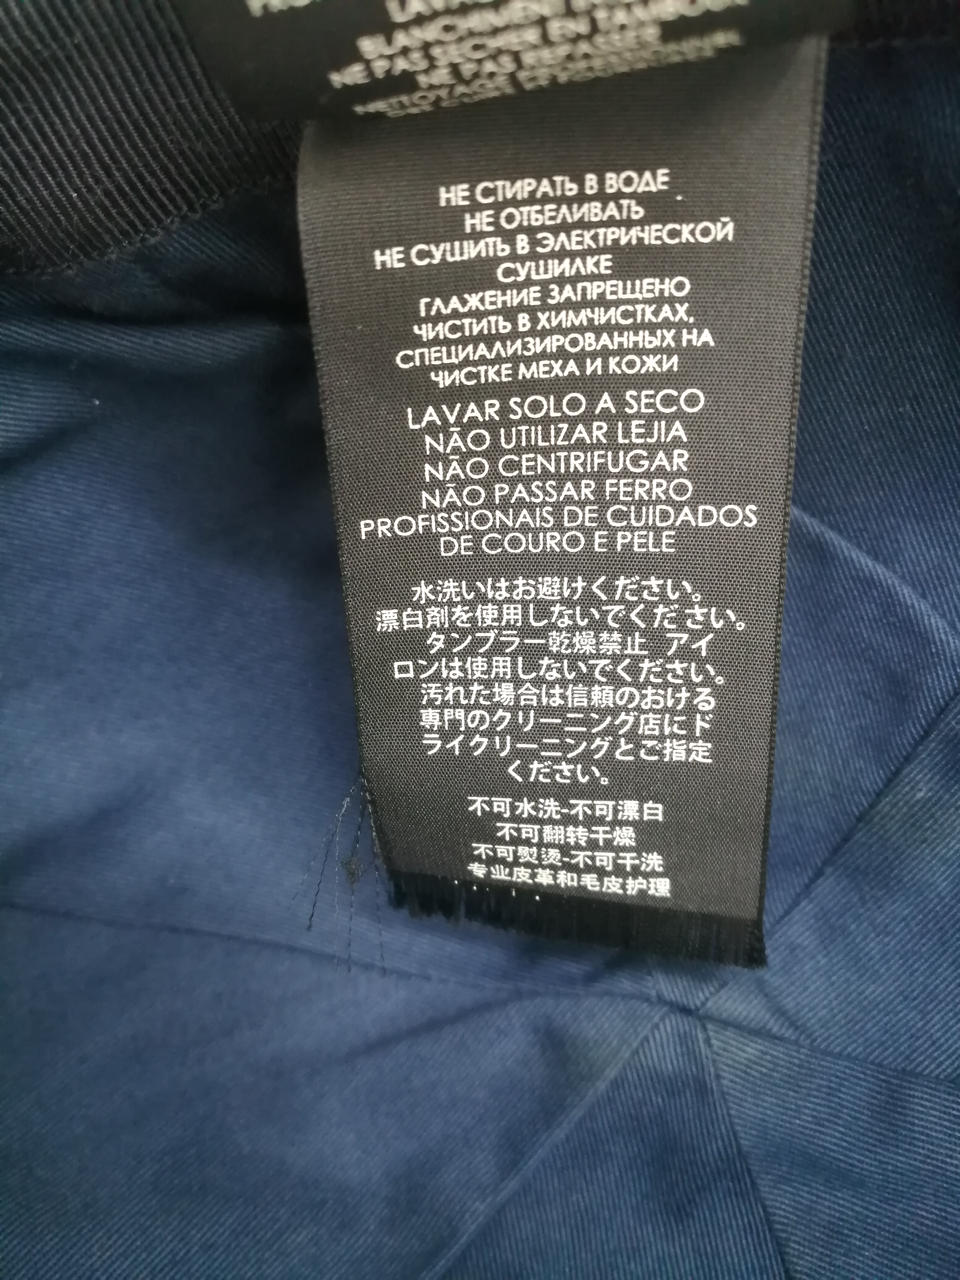 BLANCHIMENT
NE PAS SÉCHER EN TAMBOUR
NE PAS REPASSER
NETTOYAGE
НЕ СТИРАТЬ В ВОДЕ
НЕ ОТБЕЛИВАТЬ
НЕ СУШИТЬ В ЭЛЕКТРИЧЕСКОЙ
СУШИЛКЕ
ГЛАЖЕНИЕ ЗАПРЕЩЕНО
ЧИСТИТЬ В ХИМЧИСТКАХ,
СПЕЦИАЛИЗИРОВАННЫХ НА
ЧИСТКЕ МЕХА И КОЖИ
LAVAR SOLO A SECO
NÃO UTILIZAR LEJIA
NÃO CENTRIFUGAR
NÃO PASSAR FERRO
PROFISSIONAIS DE CUIDADOS
DE COURO E PELE
水洗いはお避けください。
漂白剤を使用しないでください。
タンブラー乾燥禁止 アイ
ロンは使用しないでください。
汚れた場合は信頼のおける
専門のクリーニング店にド
ライクリーニングとご指定
ください。
不可水洗-不可漂白
不可翻转干燥
不可熨烫-不可干洗
专业皮革和毛皮护理